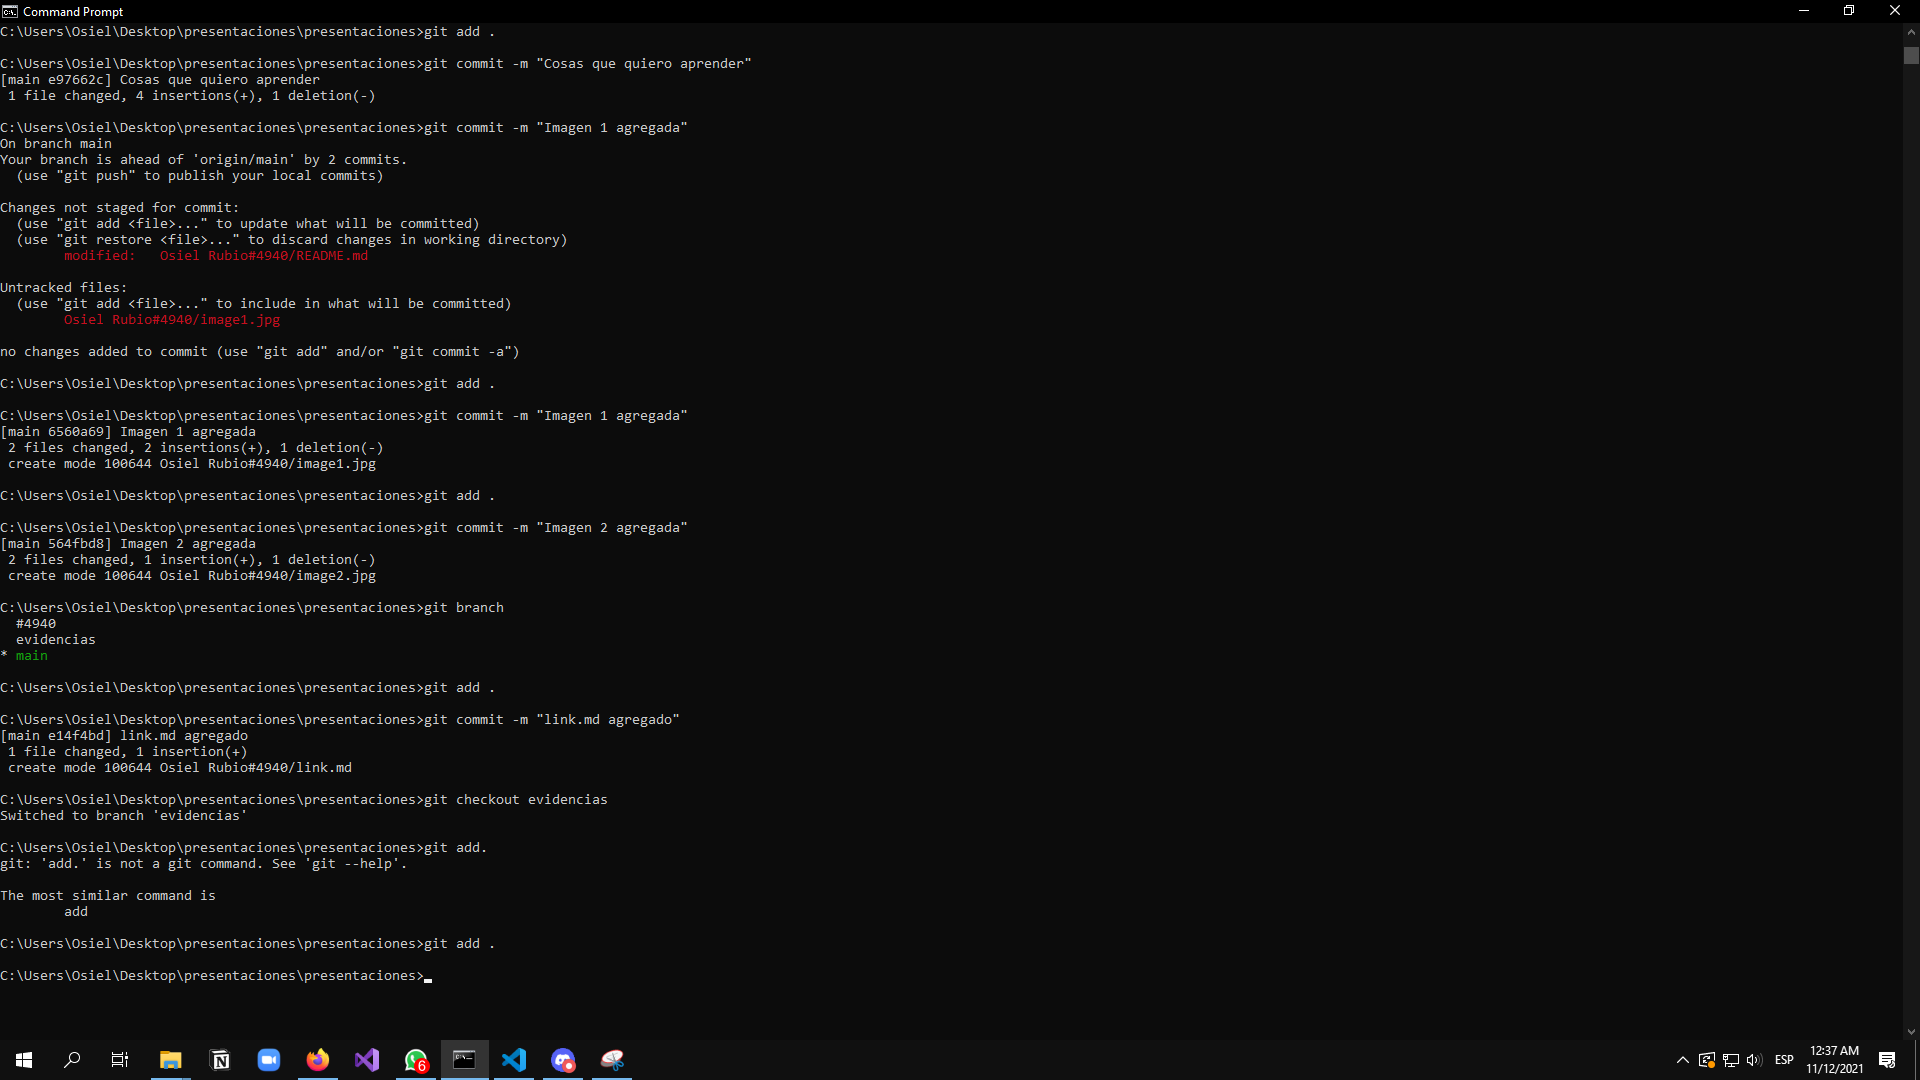 Command Prompt
C:\Users\Osiel\Desktop\presentaciones\presentaciones>git add .
C:\Users\Osiel\Desktop\presentaciones\presentaciones>git commit -m "Cosas que quiero aprender"
[main e97662c] Cosas que quiero aprender
 1 file changed, 4 insertions(+), 1 deletion(-)
C:\Users\Osiel\Desktop\presentaciones\presentaciones>git commit -m "Imagen 1 agregada"
On branch main
Your branch is ahead of 'origin/main' by 2 commits.
  (use "git push" to publish your local commits)
Changes not staged for commit:
  (use "git add <file>..." to update what will be committed)
  (use "git restore <file>..." to discard changes in working directory)
        modified:   Osiel Rubio#4940/README.md
Untracked files:
  (use "git add <file>..." to include in what will be committed)
        Osiel Rubio#4940/image1.jpg
no changes added to commit (use "git add" and/or "git commit -a")
C:\Users\Osiel\Desktop\presentaciones\presentaciones>git add .
C:\Users\Osiel\Desktop\presentaciones\presentaciones>git commit -m "Imagen 1 agregada"
[main 6560a69] Imagen 1 agregada
 2 files changed, 2 insertions(+), 1 deletion(-)
 create mode 100644 Osiel Rubio#4940/image1.jpg
C:\Users\Osiel\Desktop\presentaciones\presentaciones>git add .
C:\Users\Osiel\Desktop\presentaciones\presentaciones>git commit -m "Imagen 2 agregada"
[main 564fbd8] Imagen 2 agregada
 2 files changed, 1 insertion(+), 1 deletion(-)
 create mode 100644 Osiel Rubio#4940/image2.jpg
C:\Users\Osiel\Desktop\presentaciones\presentaciones>git branch
  #4940
  evidencias
* main
C:\Users\Osiel\Desktop\presentaciones\presentaciones>git add .
C:\Users\Osiel\Desktop\presentaciones\presentaciones>git commit -m "link.md agregado"
[main e14f4bd] link.md agregado
 1 file changed, 1 insertion(+)
 create mode 100644 Osiel Rubio#4940/link.md
C:\Users\Osiel\Desktop\presentaciones\presentaciones>git checkout evidencias
Switched to branch 'evidencias'
C:\Users\Osiel\Desktop\presentaciones\presentaciones>git add.
git: 'add.' is not a git command. See 'git --help'.
The most similar command is
        add
C:\Users\Osiel\Desktop\presentaciones\presentaciones>git add .
C:\Users\Osiel\Desktop\presentaciones\presentaciones>
6
ESP
12:37 AM
11/12/2021